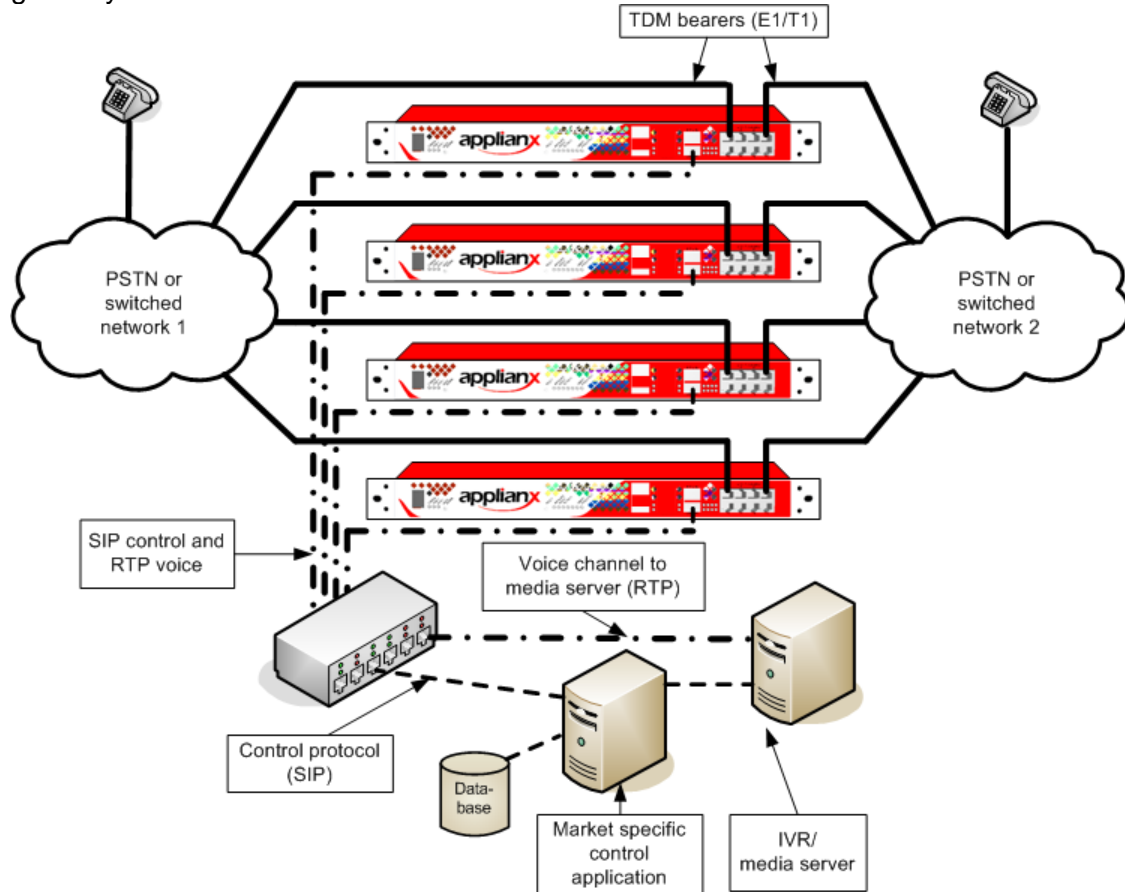 TDM bearers (E1/T1)
applianx
PSTN or
switched
network 1
applianx
PSTN or
switched
network 2
applianx
applianx
SIP control and
RTP voice
Voice channel to
media server (RTP)
Control protocol
(SIP)
Data-
base
Market specific
control
application
IVR/
media server